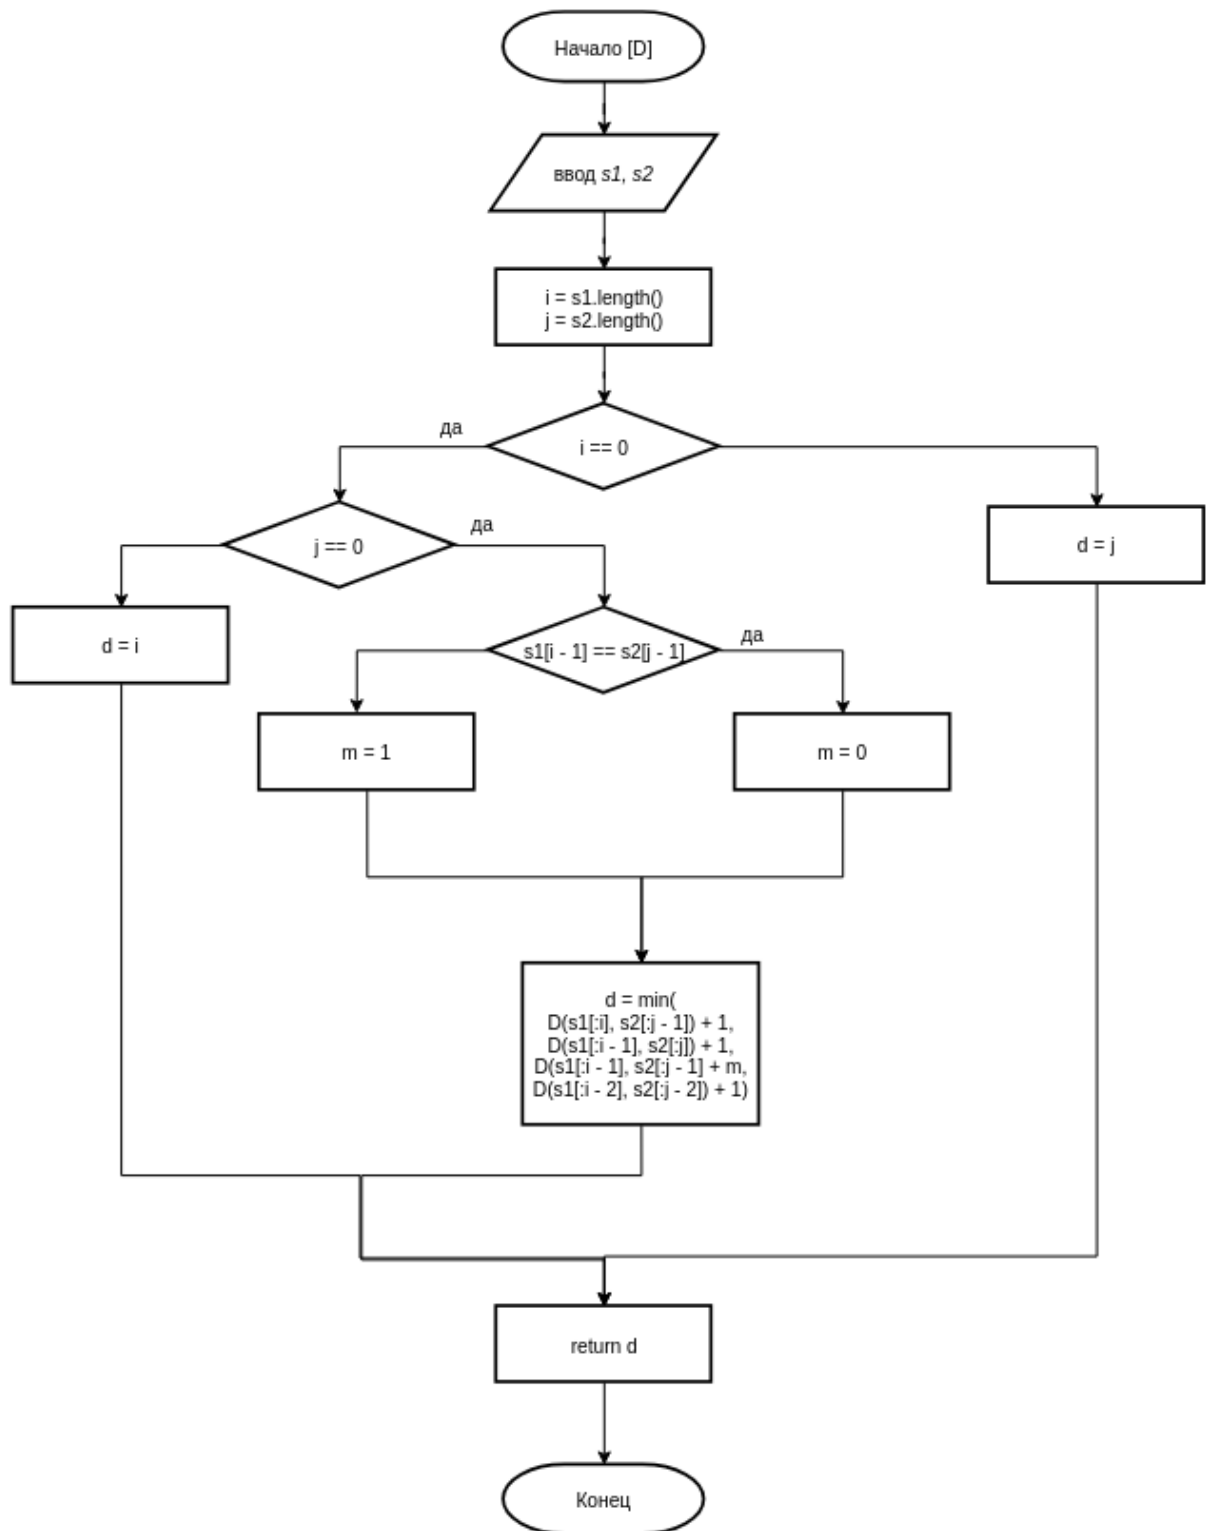 Начало [D]
ввод s1, s2
i = s1.length()
j = s2.length()
да
i == 0
да
j == 0
d = j
d = i
s1[i - 1] == s2[j - 1]
да
m = 1
m = 0
d = min(
D(s1[:i], s2[:j - 1]) + 1,
D(s1[:i - 1], s2[:j]) + 1,
D(s1[:i - 1], s2[:j - 1] + m,
D(s1[:i - 2], s2[:j - 2]) + 1)
return d
Конец